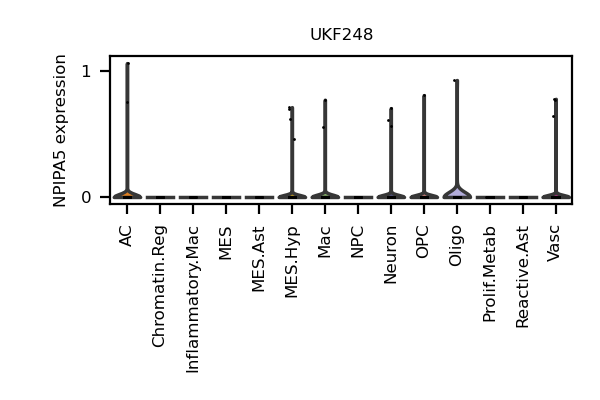 UKF248
NPIPA5 expression
1
0
AC
Chromatin.Reg
Inflammatory.Mac
MES
MES.Ast
MES.Hyp
Mac
NPC
Neuron
OPC
Oligo
Prolif.Metab
Reactive.Ast
Vasc